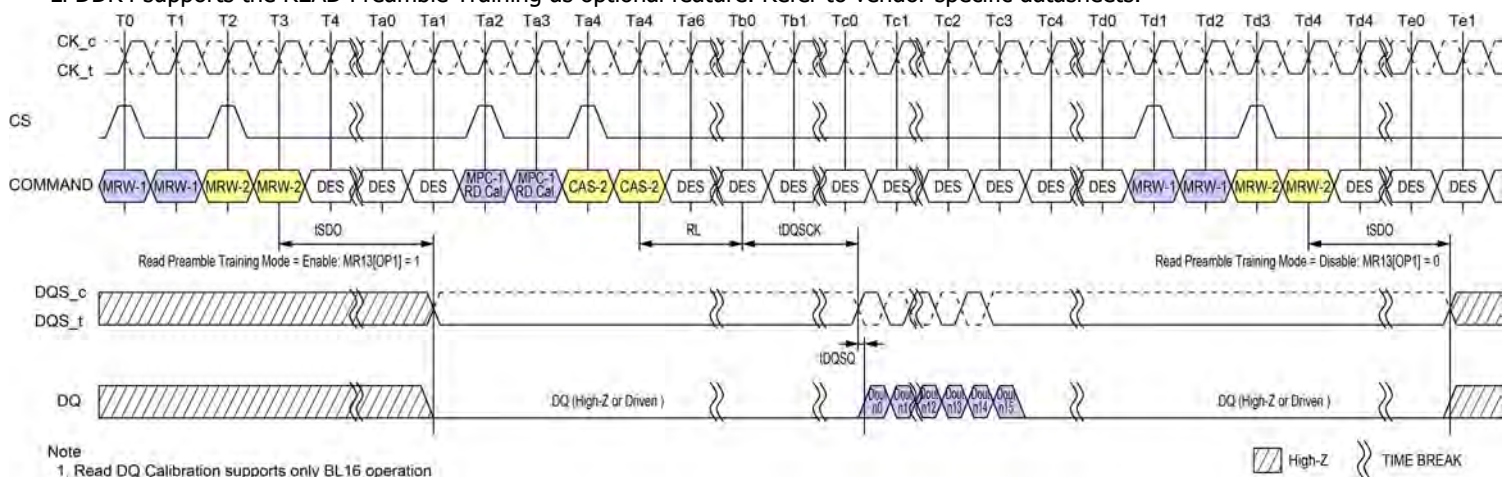 LPDDR4 supports the READ Preamble Training as optional feature. Refer to vendor specific datasheets.
T0 T1 T2 T3 T4 Ta0 Ta1 Ta2 Ta3 Ta4 Ta4 Ta6 Tb0 Tb1 Tc0 Tc1 Tc2 Tc3 Tc4 Td0 Td1 Td2 Td3 Td4 Td4 Te0 Te1
CK_c
CK_t
CS
COMMAND MRW-1 MRW-1 MRW-2 MRW-2 DES DES DES MPC-1 RD Cal MPC-1 RD Cal CAS-2 CAS-2 DES DES DES DES DES DES DES DES DES MRW-1 MRW-1 MRW-2 MRW-2 DES DES DES
tSDO RL tDQSCK tSDO
Read Preamble Training Mode = Enable: MR13[OP1] = 1 Read Preamble Training Mode = Disable: MR13[OP1] = 0
DQS_c
DQS_t
tDQSQ
DQ DQ (High-Z or Driven ) Dout n0 Dout n1 Dout n12 Dout n13 Dout n14 Dout n15 DQ (High-Z or Driven )
Note
1. Read DQ Calibration supports only BL16 operation
High-Z TIME BREAK